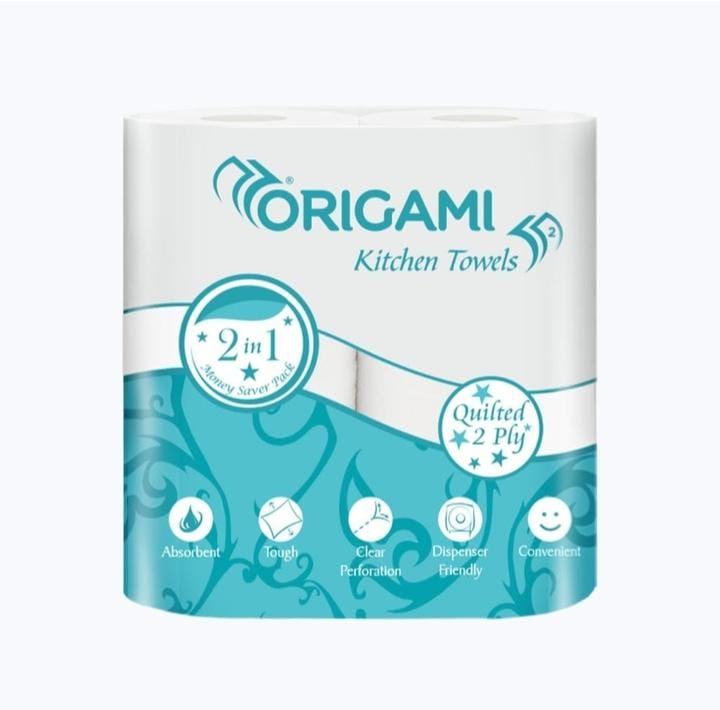 ®
ORIGAMI
Kitchen Towels
2
2 in 1
Money Saver Pack
Quilted
2 Ply
Absorbent
Tough
Clear
Perforation
Dispenser
Friendly
Convenient